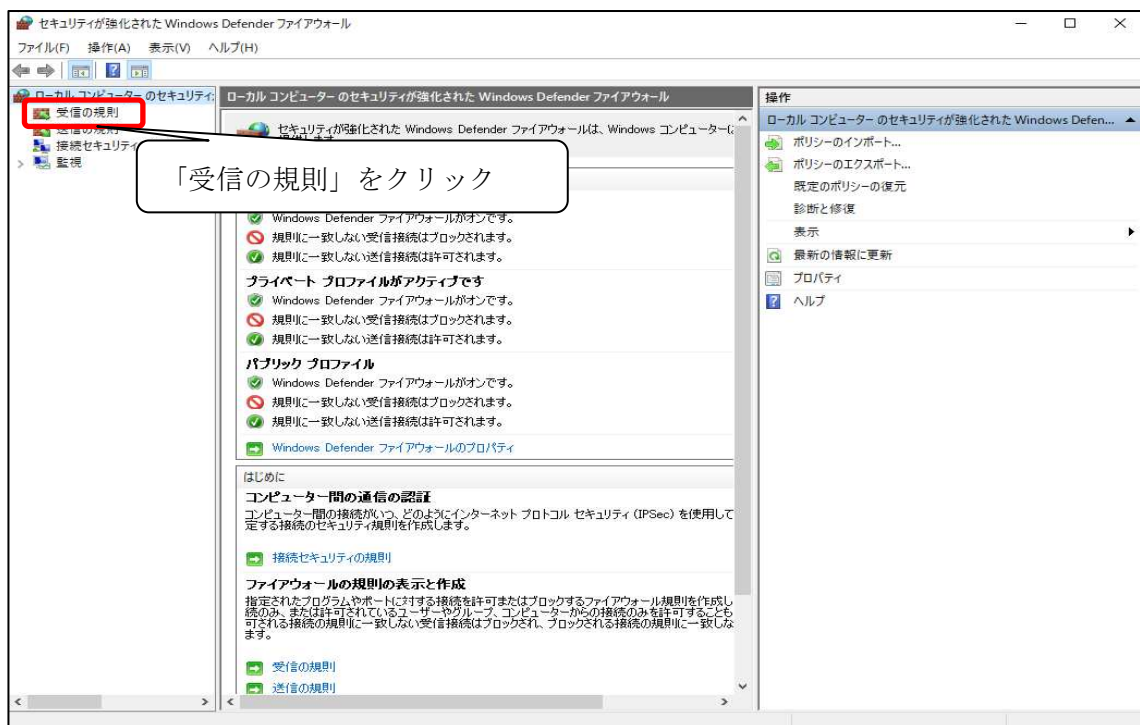 セキュリティが強化された Windows Defender ファイアウォール
ファイル(F) 操作(A) 表示(V) ヘルプ(H)
ローカル コンピューター のセキュリティ
受信の規則
送信の規則
接続セキュリティ
監視
「受信の規則」をクリック
ローカル コンピューター のセキュリティが強化された Windows Defender ファイアウォール
セキュリティが強化された Windows Defender ファイアウォールは、Windows コンピューターに
Windows Defender ファイアウォールがオンです。
規則に一致しない受信接続はブロックされます。
規則に一致しない送信接続は許可されます。
プライベート プロファイルがアクティブです
Windows Defender ファイアウォールがオンです。
規則に一致しない受信接続はブロックされます。
規則に一致しない送信接続は許可されます。
パブリック プロファイル
Windows Defender ファイアウォールがオンです。
規則に一致しない受信接続はブロックされます。
規則に一致しない送信接続は許可されます。
Windows Defender ファイアウォールのプロパティ
はじめに
コンピューター間の通信の認証
コンピューター間の接続がいつ、どのようにインターネット プロトコル セキュリティ (IPSec) を使用して
定する接続のセキュリティ規則を作成します。
接続セキュリティの規則
ファイアウォールの規則の表示と作成
指定されたプログラムやポートに対する接続を許可またはブロックするファイアウォール規則を作成し
続のみ、または許可されているユーザーやグループ、コンピューターからの接続のみを許可することも
可される接続の規則に一致しない受信接続はブロックされ、ブロックされる接続の規則に一致しな
ます。
受信の規則
送信の規則
操作
ローカル コンピューター のセキュリティが強化された Windows Defen...
ポリシーのインポート...
ポリシーのエクスポート...
既定のポリシーの復元
診断と修復
表示
最新の情報に更新
プロパティ
ヘルプ